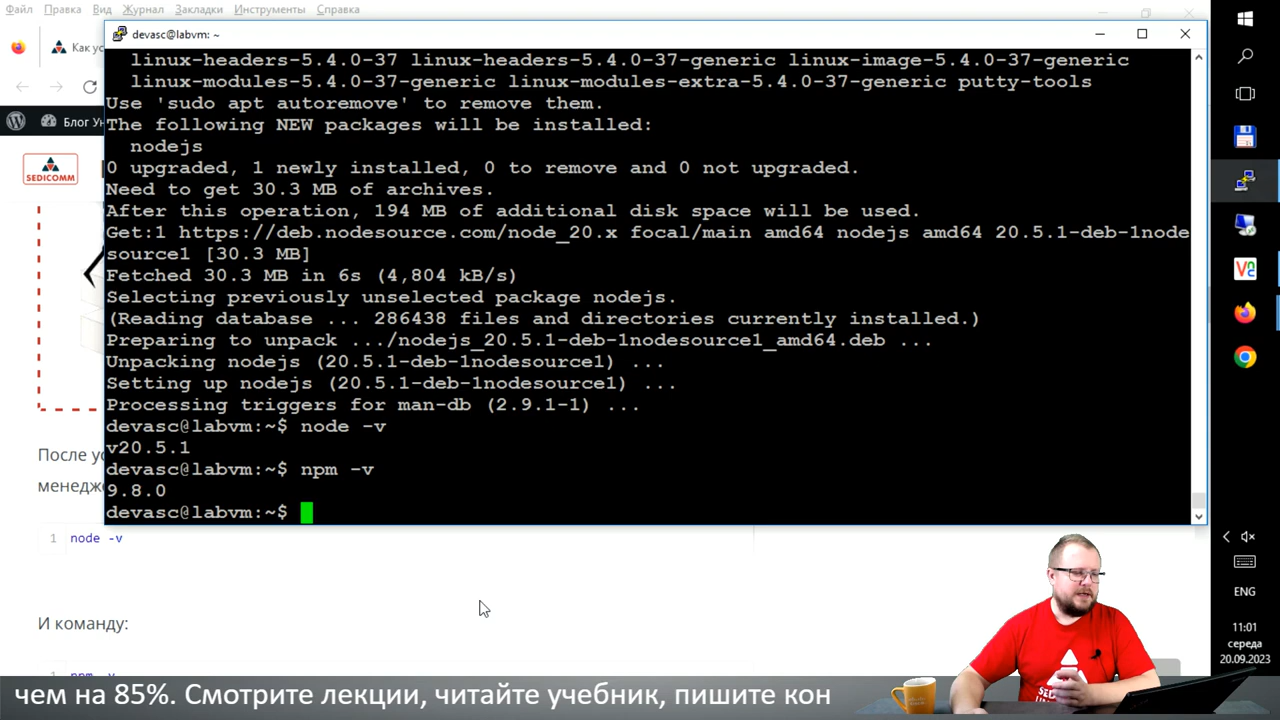 Файл Правка Вид Журнал Закладки Инструменты Справка
devasc@labvm: ~
Как ус
linux-headers-5.4.0-37 linux-headers-5.4.0-37-generic linux-image-5.4.0-37-generic
linux-modules-5.4.0-37-generic linux-modules-extra-5.4.0-37-generic putty-tools
Use 'sudo apt autoremove' to remove them.
Блог Ун
The following NEW packages will be installed:
nodejs
0 upgraded, 1 newly installed, 0 to remove and 0 not upgraded.
SEDICOMM
Need to get 30.3 MB of archives.
After this operation, 194 MB of additional disk space will be used.
Get:1 https://deb.nodesource.com/node_20.x focal/main amd64 nodejs amd64 20.5.1-deb-1node
source1 [30.3 MB]
Fetched 30.3 MB in 6s (4,804 kB/s)
Selecting previously unselected package nodejs.
(Reading database ... 286438 files and directories currently installed.)
Preparing to unpack .../nodejs_20.5.1-deb-1nodesource1_amd64.deb ...
Unpacking nodejs (20.5.1-deb-1nodesource1) ...
Setting up nodejs (20.5.1-deb-1nodesource1) ...
Processing triggers for man-db (2.9.1-1) ...
devasc@labvm:~$ node -v
v20.5.1
devasc@labvm:~$ npm -v
9.8.0
devasc@labvm:~$
После ус
менедж
1 node -v
И команду:
1 npm -v
ENG
11:01
середа
20.09.2023
чем на 85%. Смотрите лекции, читайте учебник, пишите кон